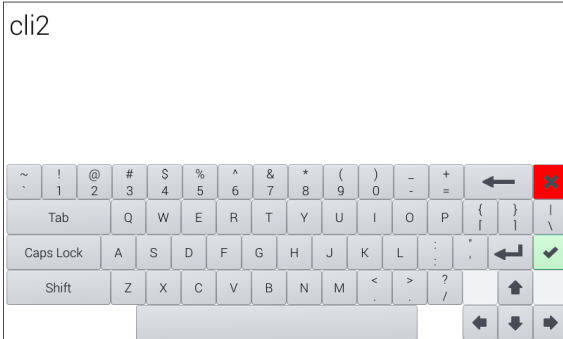 cli2
~ ! @ # $ % ^ & * ( ) _ +
` 1 2 3 4 5 6 7 8 9 0 - =
Tab Q W E R T Y U I O P { } |
[ ] \
Caps Lock A S D F G H J K L : "
; '
Shift Z X C V B N M < > ?
, . /